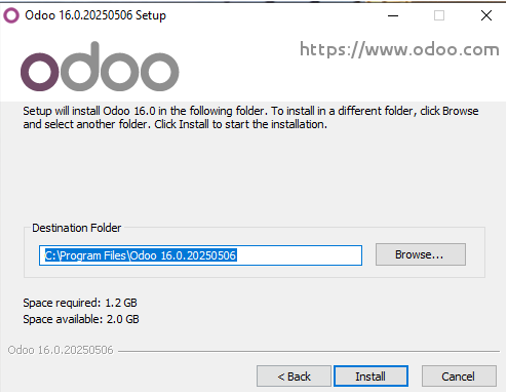 Odoo 16.0.20250506 Setup
https://www.odoo.com
odoo
Setup will install Odoo 16.0 in the following folder. To install in a different folder, click Browse
and select another folder. Click Install to start the installation.
Destination Folder
C:\Program Files\Odoo 16.0.20250506
Browse...
Space required: 1.2 GB
Space available: 2.0 GB
Odoo 16.0.20250506
< Back
Install
Cancel